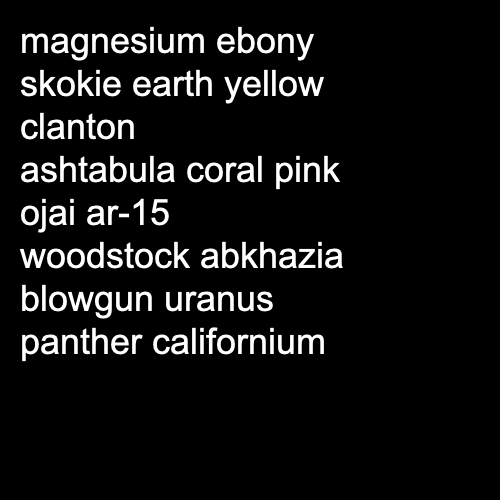 magnesium ebony
skokie earth yellow
clanton
ashtabula coral pink
ojai ar-15
woodstock abkhazia
blowgun uranus
panther californium